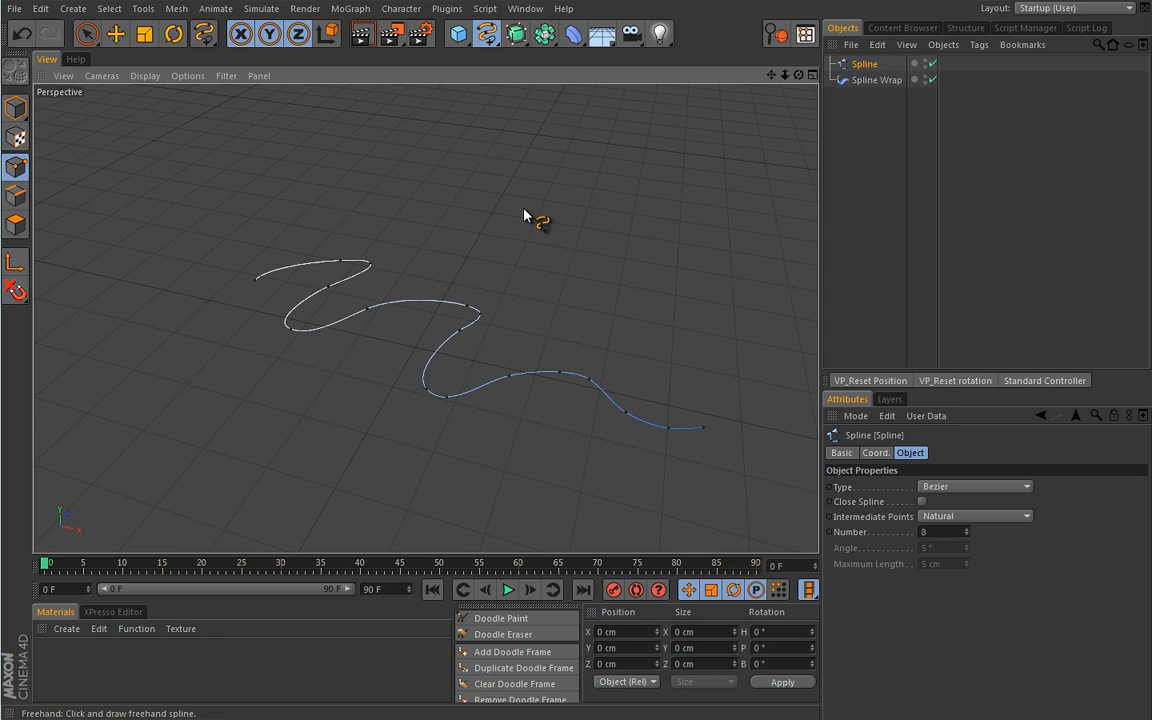 File Edit Create Select Tools Mesh Animate Simulate Render MoGraph Character Plugins Script Window Help Layout: Startup (User)
X Y Z
View Help
View Cameras Display Options Filter Panel
Perspective
Y X
0 5 10 15 20 25 30 35 40 45 50 55 60 65 70 75 80 85 90 0 F
0 F 0 F 90 F 90 F P
Materials XPresso Editor
Create Edit Function Texture
MAXON CINEMA 4D
Doodle Paint
Doodle Eraser
Add Doodle Frame
Duplicate Doodle Frame
Clear Doodle Frame
Remove Doodle Frame
Position Size Rotation
X 0 cm X 0 cm H 0 °
Y 0 cm Y 0 cm P 0 °
Z 0 cm Z 0 cm B 0 °
Object (Rel) Size Apply
Freehand: Click and draw freehand spline.
Objects Content Browser Structure Script Manager Script Log
File Edit View Objects Tags Bookmarks
Spline
Spline Wrap
VP_Reset Position VP_Reset rotation Standard Controller
Attributes Layers
Mode Edit User Data
Spline [Spline]
Basic Coord. Object
Object Properties
Type Bezier
Close Spline
Intermediate Points Natural
Number 8
Angle 5 °
Maximum Length 5 cm